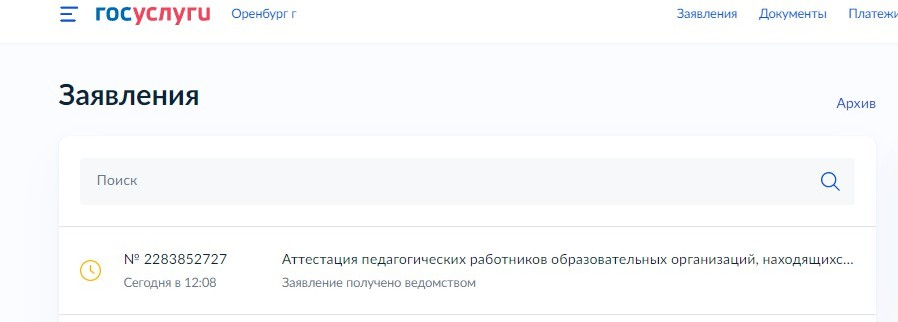 госуслуги Оренбург г Заявления Документы Платежи
Заявления
Архив
Поиск
№ 2283852727 Аттестация педагогических работников образовательных организаций, находящихс...
Сегодня в 12:08 Заявление получено ведомством